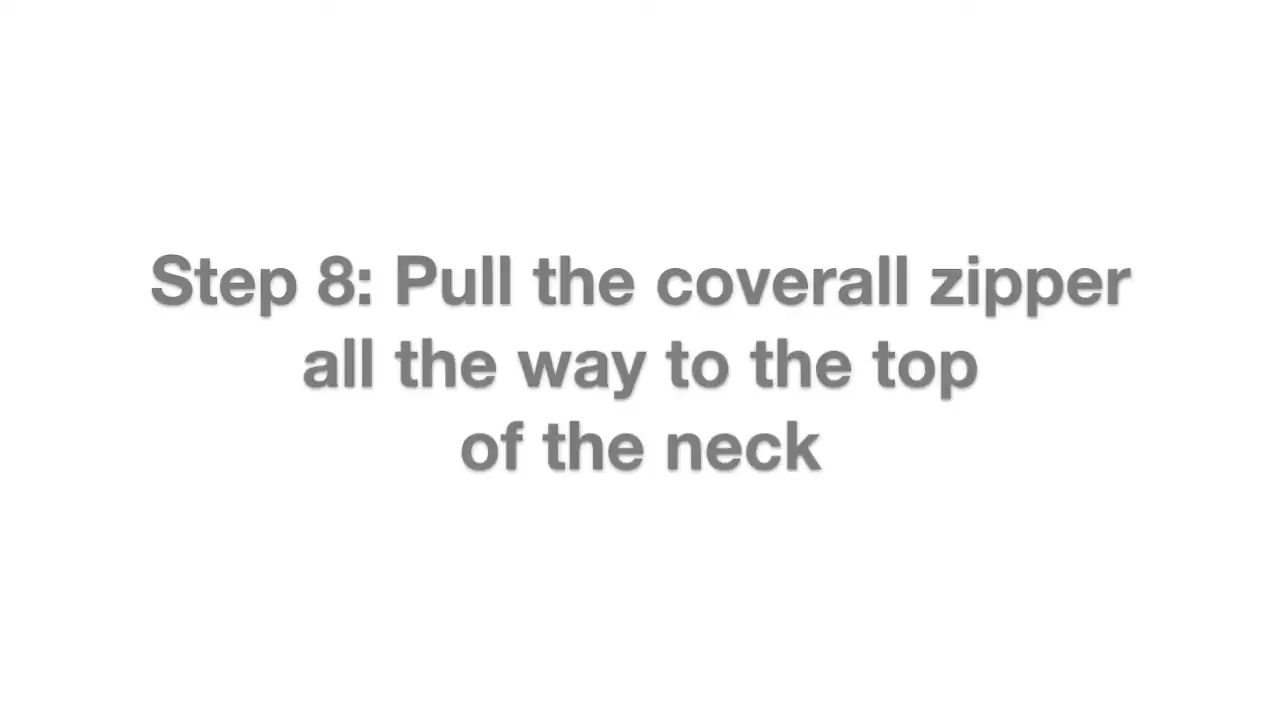 Step 8: Pull the coverall zipper
all the way to the top
of the neck